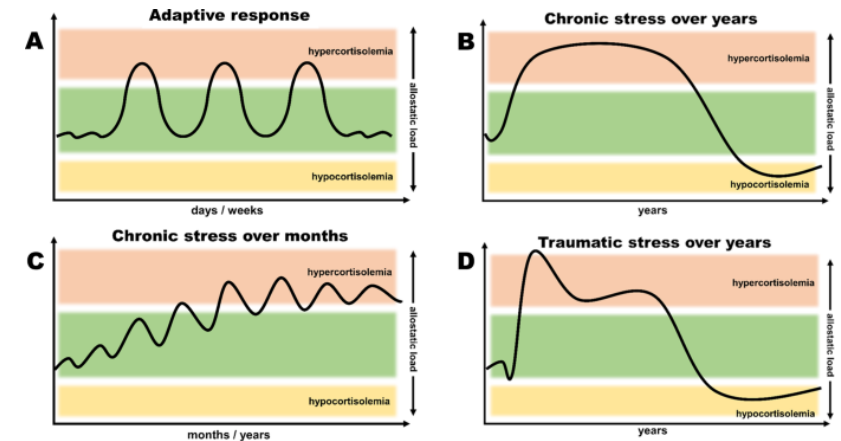 Adaptive response
A
hypercortisolemia
allostatic load
hypocortisolemia
days / weeks
Chronic stress over years
B
hypercortisolemia
allostatic load
hypocortisolemia
years
Chronic stress over months
C
hypercortisolemia
allostatic load
hypocortisolemia
months / years
Traumatic stress over years
D
hypercortisolemia
allostatic load
hypocortisolemia
years